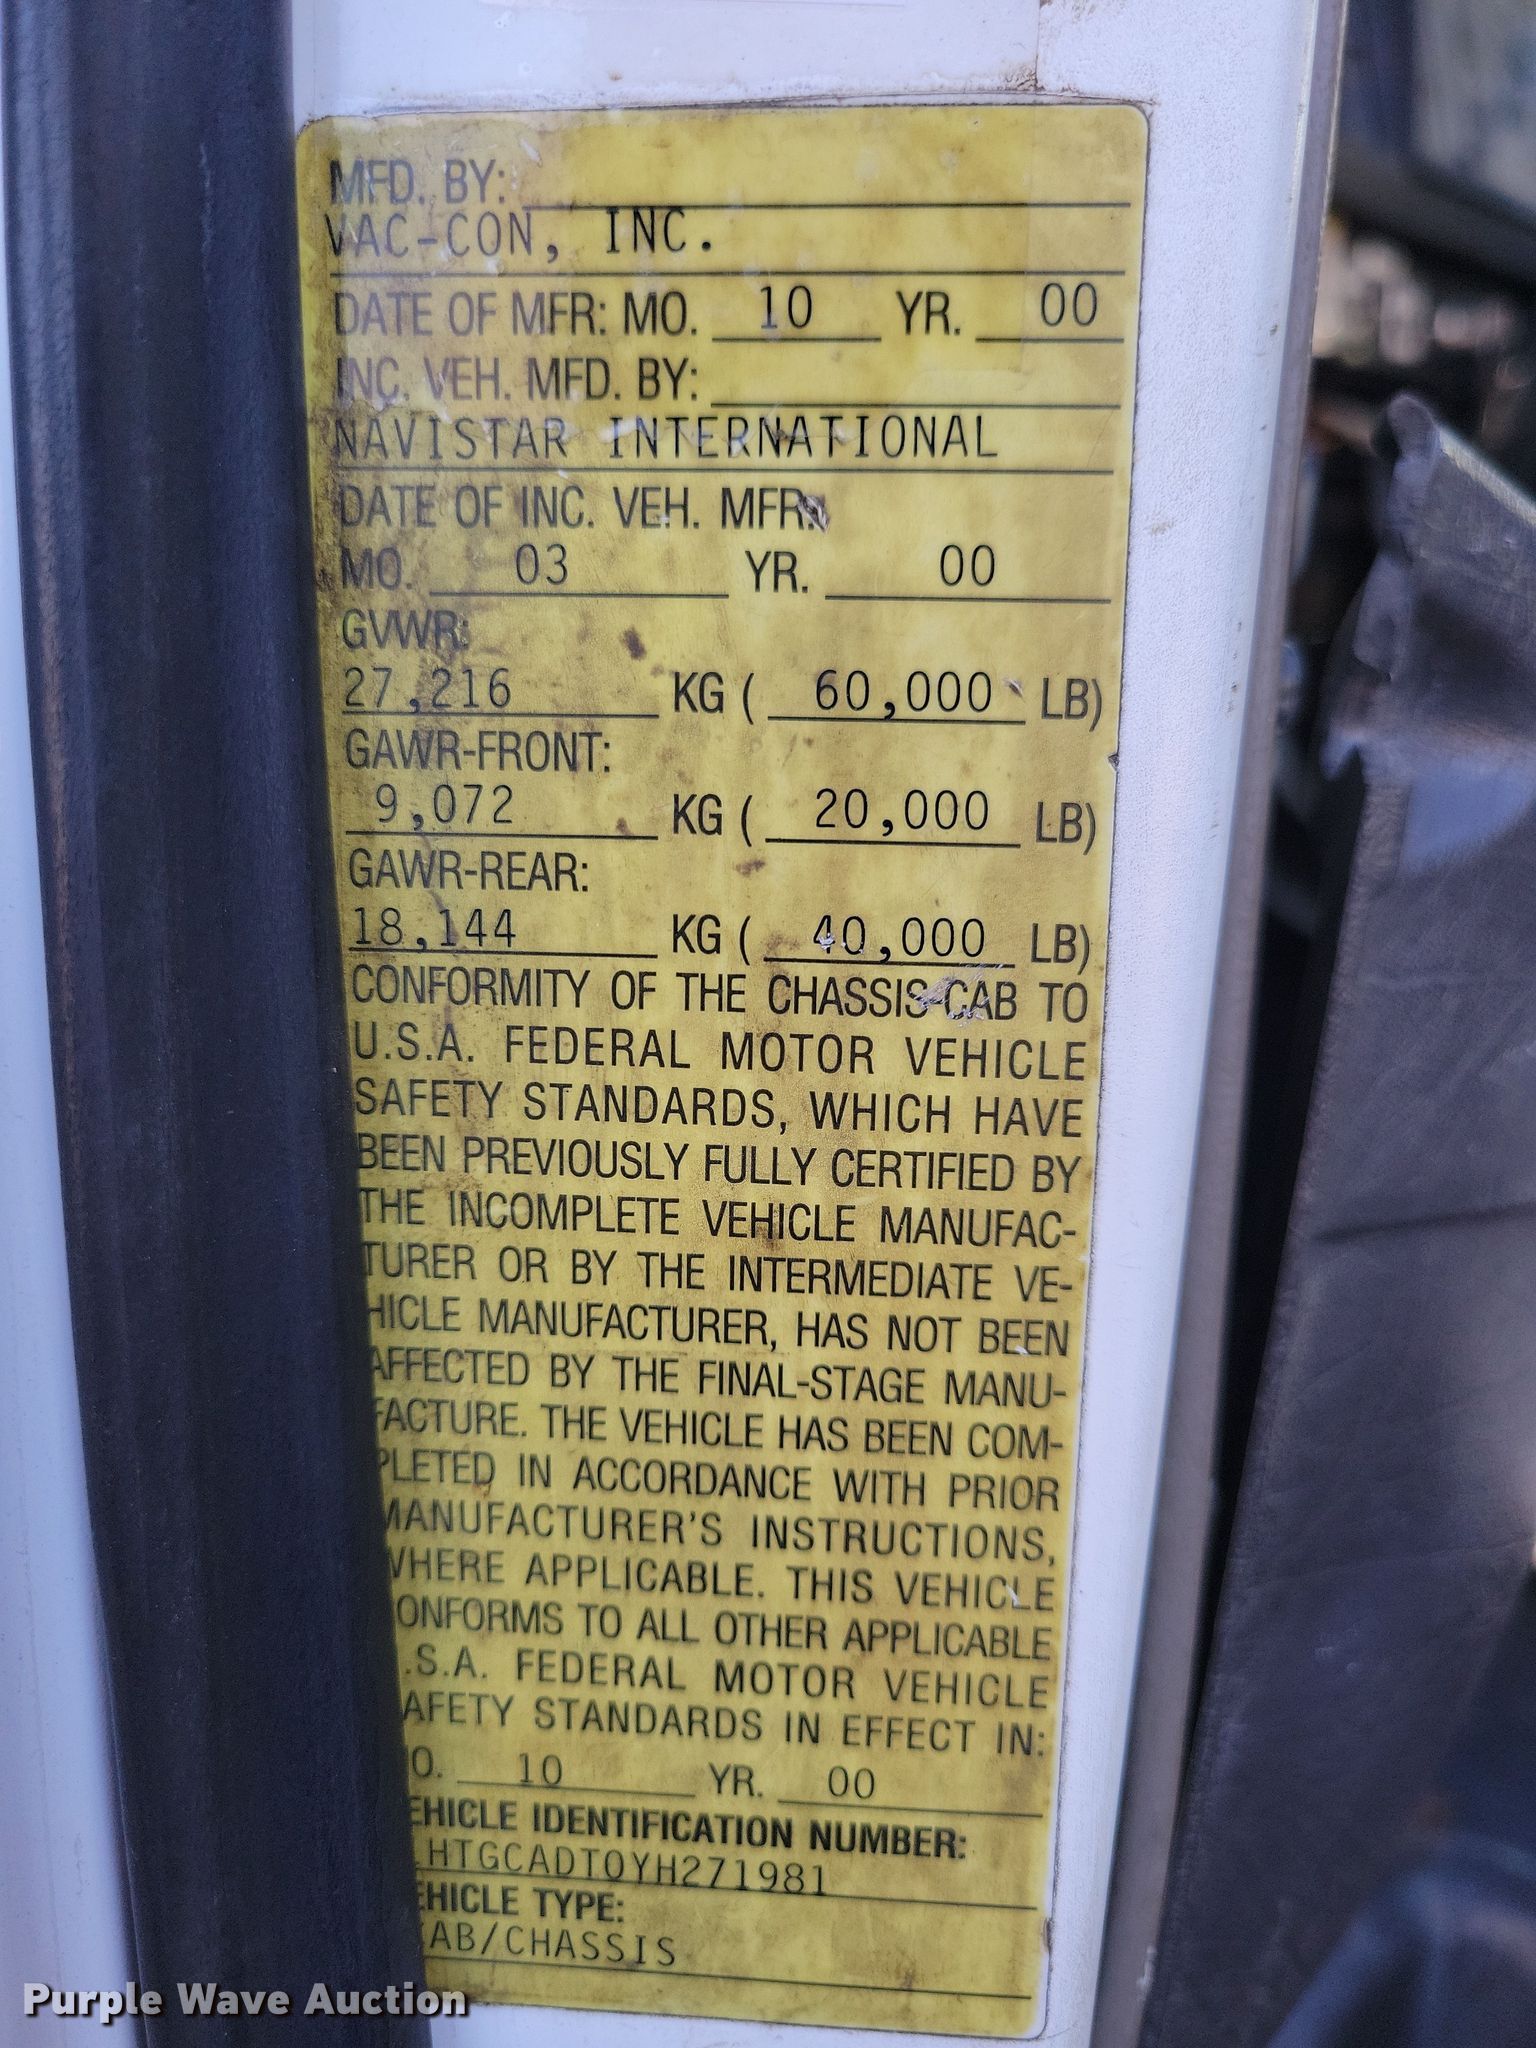 MFD. BY:
VAC-CON, INC.
DATE OF MFR: MO. 10 YR. 00
INC. VEH. MFD. BY:
NAVISTAR INTERNATIONAL
DATE OF INC. VEH. MFR.
MO. 03 YR. 00
GVWR:
27,216 KG ( 60,000 LB)
GAWR-FRONT:
9,072 KG ( 20,000 LB)
GAWR-REAR:
18,144 KG ( 40,000 LB)
CONFORMITY OF THE CHASSIS-CAB TO
U.S.A. FEDERAL MOTOR VEHICLE
SAFETY STANDARDS, WHICH HAVE
BEEN PREVIOUSLY FULLY CERTIFIED BY
THE INCOMPLETE VEHICLE MANUFAC-
TURER OR BY THE INTERMEDIATE VE-
HICLE MANUFACTURER, HAS NOT BEEN
AFFECTED BY THE FINAL-STAGE MANU-
FACTURE. THE VEHICLE HAS BEEN COM-
PLETED IN ACCORDANCE WITH PRIOR
MANUFACTURER'S INSTRUCTIONS,
WHERE APPLICABLE. THIS VEHICLE
ONFORMS TO ALL OTHER APPLICABLE
.S.A. FEDERAL MOTOR VEHICLE
AFETY STANDARDS IN EFFECT IN:
O. 10 YR. 00
EHICLE IDENTIFICATION NUMBER:
HTGCADT0YH271981
EHICLE TYPE:
CAB/CHASSIS
Purple Wave Auction